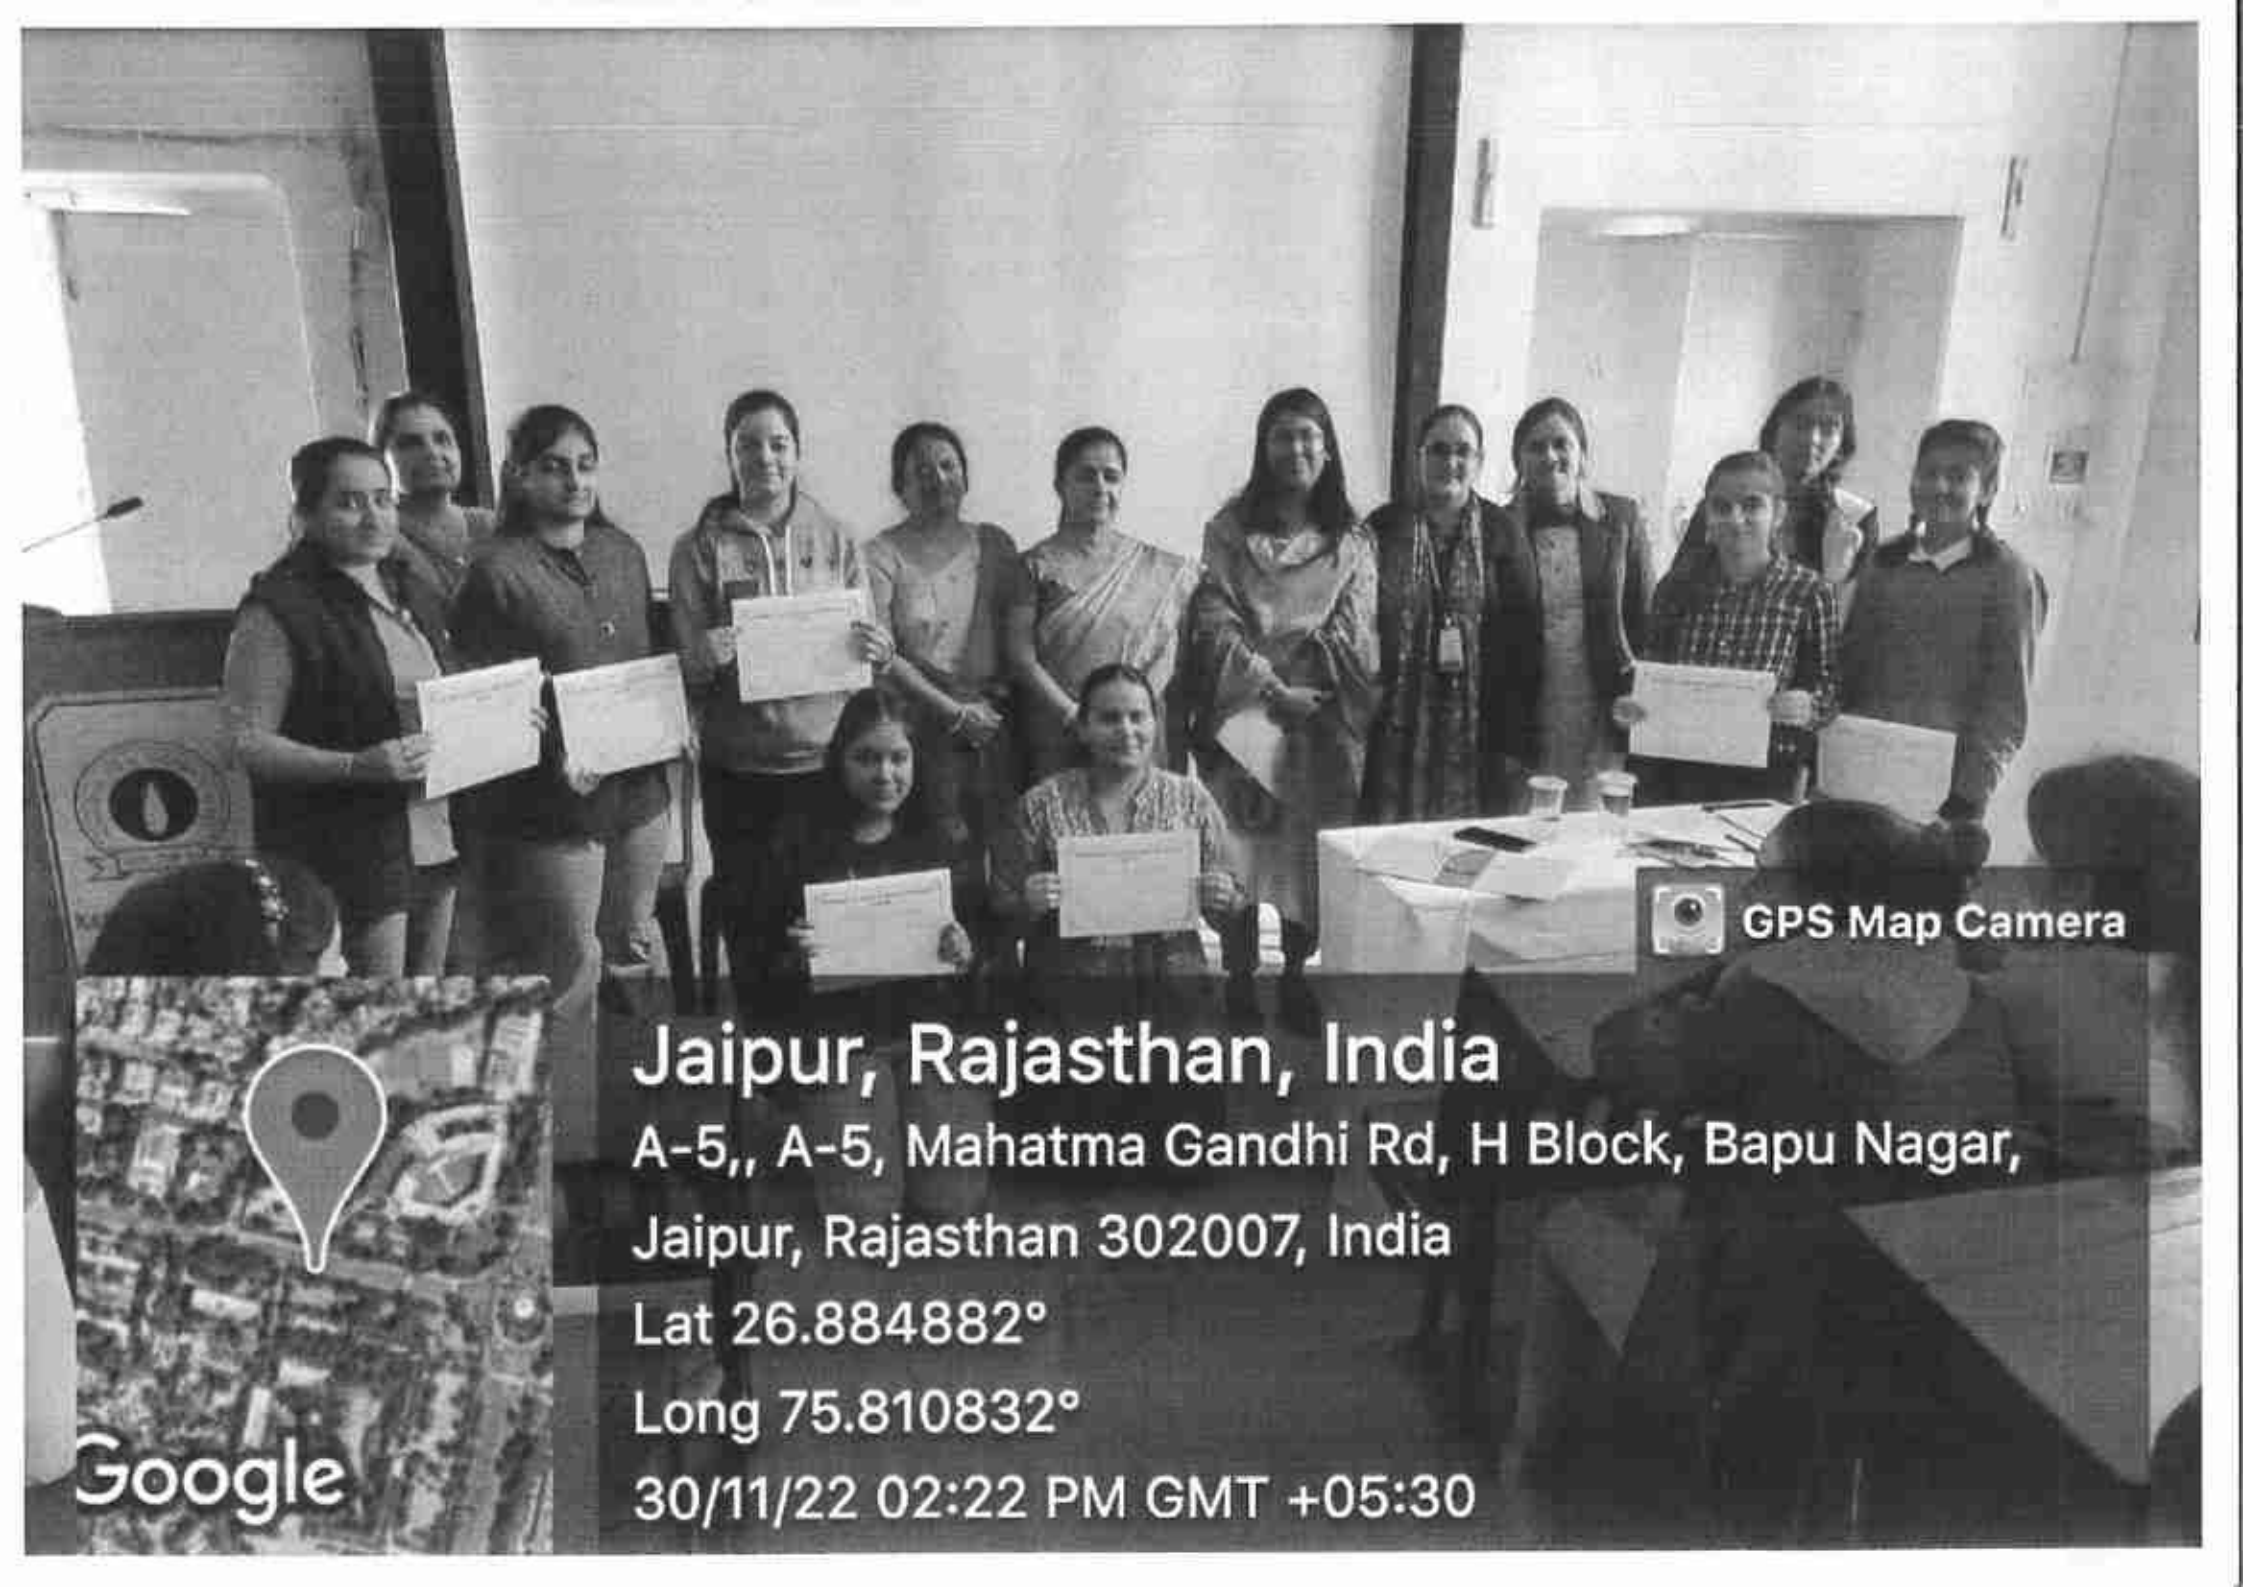 GPS Map Camera
Jaipur, Rajasthan, India
A-5,, A-5, Mahatma Gandhi Rd, H Block, Bapu Nagar,
Jaipur, Rajasthan 302007, India
Lat 26.884882°
Long 75.810832°
30/11/22 02:22 PM GMT +05:30
Google